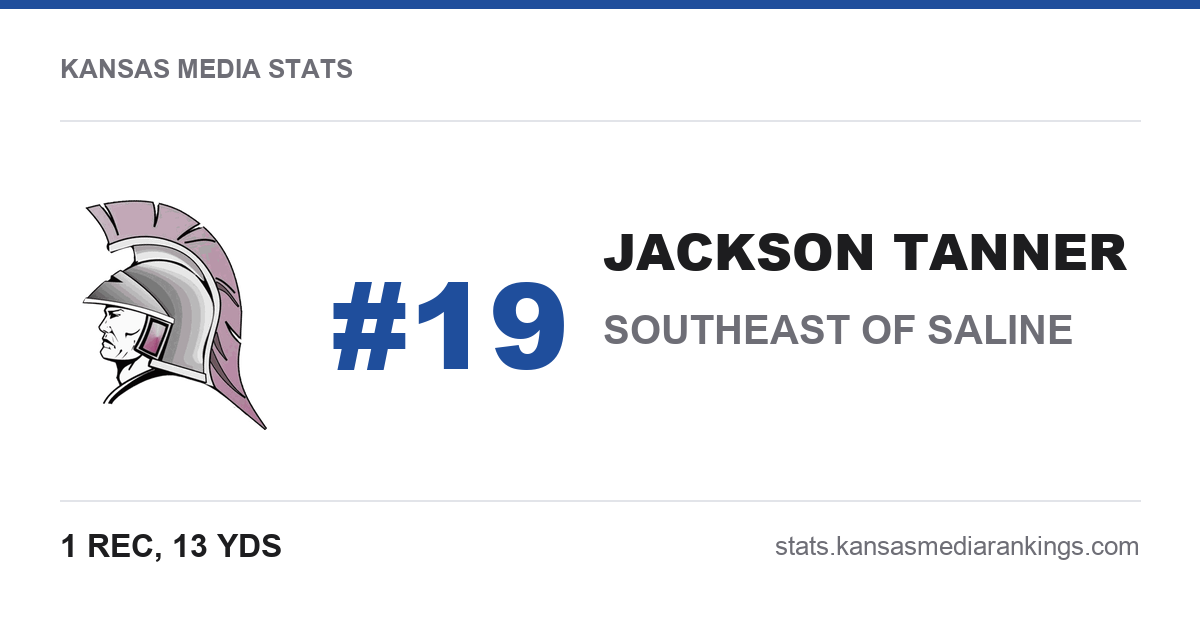 KANSAS MEDIA STATS
#19
JACKSON TANNER
SOUTHEAST OF SALINE
1 REC, 13 YDS
stats.kansasmediarankings.com